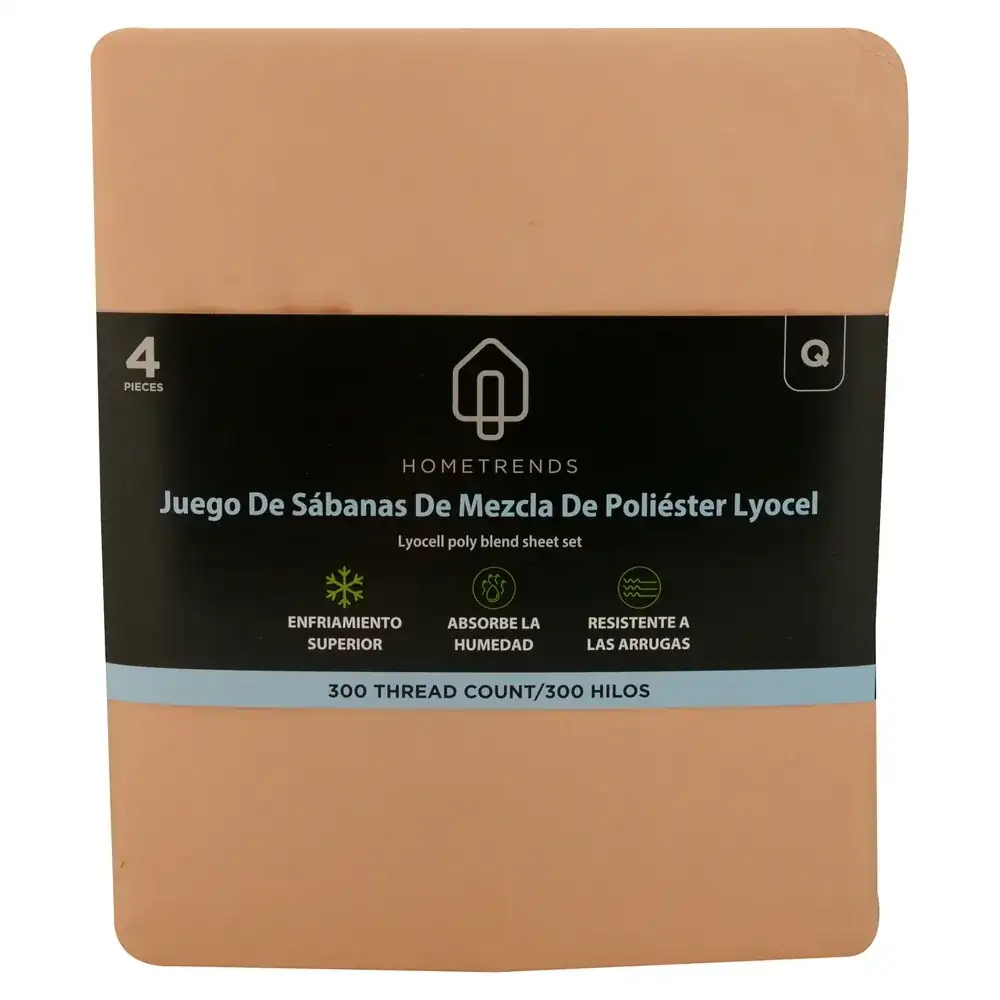 4
PIECES
Q
HOMETRENDS
Juego De Sábanas De Mezcla De Poliéster Lyocel
Lyocell poly blend sheet set
ENFRIAMIENTO
SUPERIOR
ABSORBE LA
HUMEDAD
RESISTENTE A
LAS ARRUGAS
300 THREAD COUNT/300 HILOS